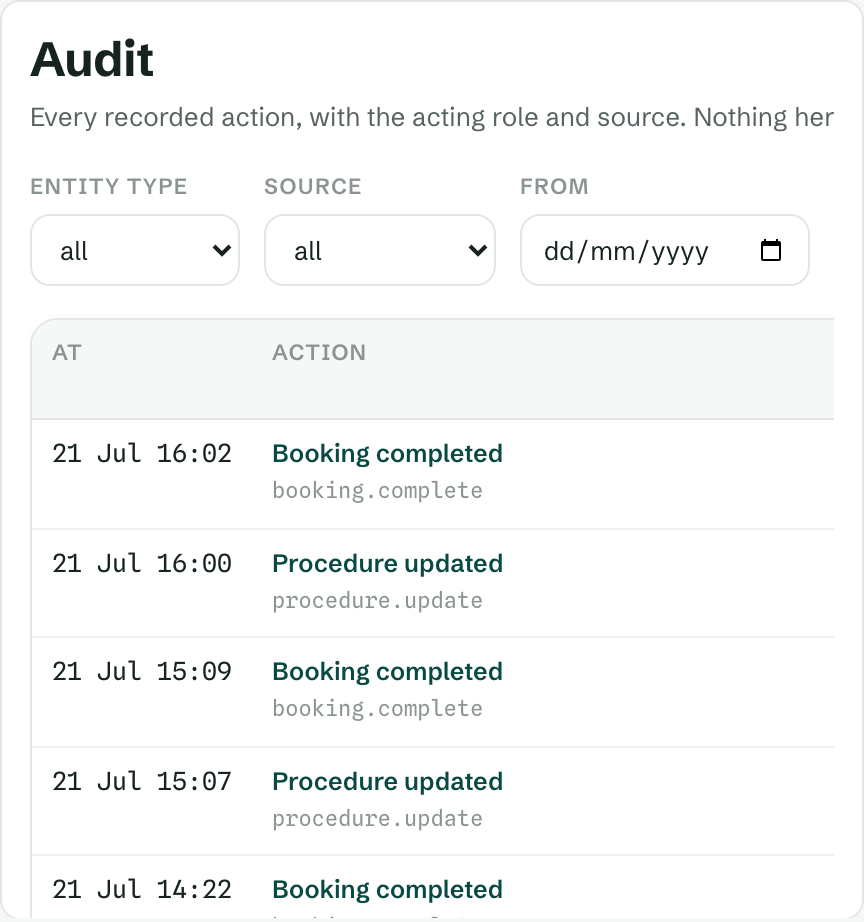 Audit
Every recorded action, with the acting role and source. Nothing her
ENTITY TYPE SOURCE FROM
all all dd/mm/yyyy
AT ACTION
21 Jul 16:02 Booking completed
booking.complete
21 Jul 16:00 Procedure updated
procedure.update
21 Jul 15:09 Booking completed
booking.complete
21 Jul 15:07 Procedure updated
procedure.update
21 Jul 14:22 Booking completed